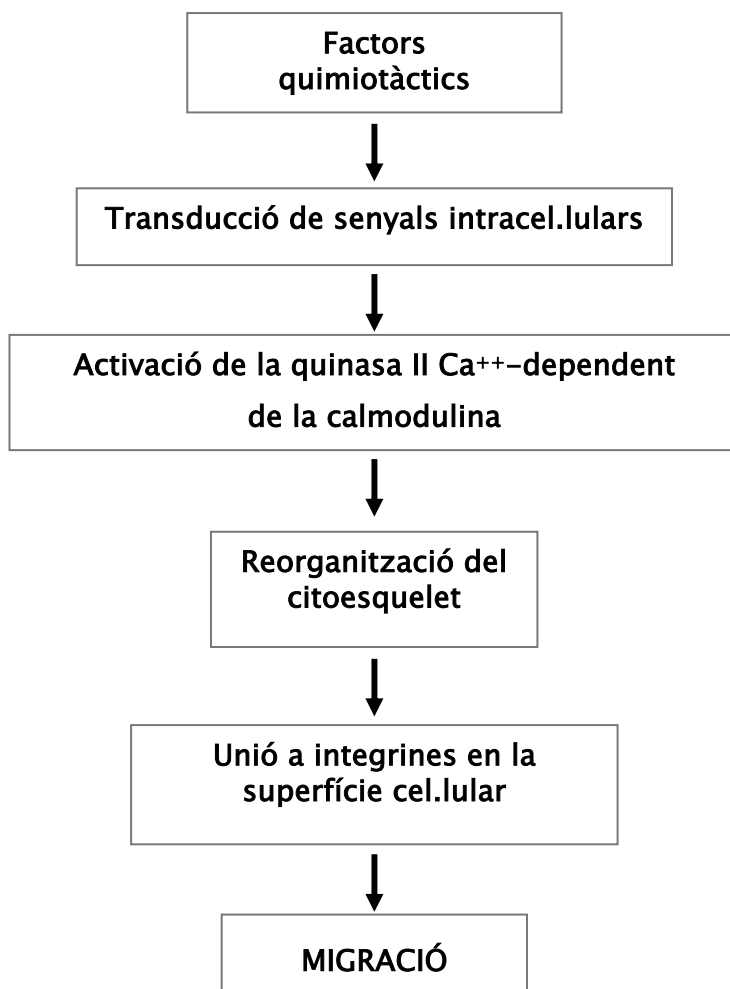 Factors
quimiotàctics
Transducció de senyals intracel.lulars
Activació de la quinasa II Ca⁺⁺-dependent
de la calmodulina
Reorganització del
citoesquelet
Unió a integrines en la
superfície cel.lular
MIGRACIÓ